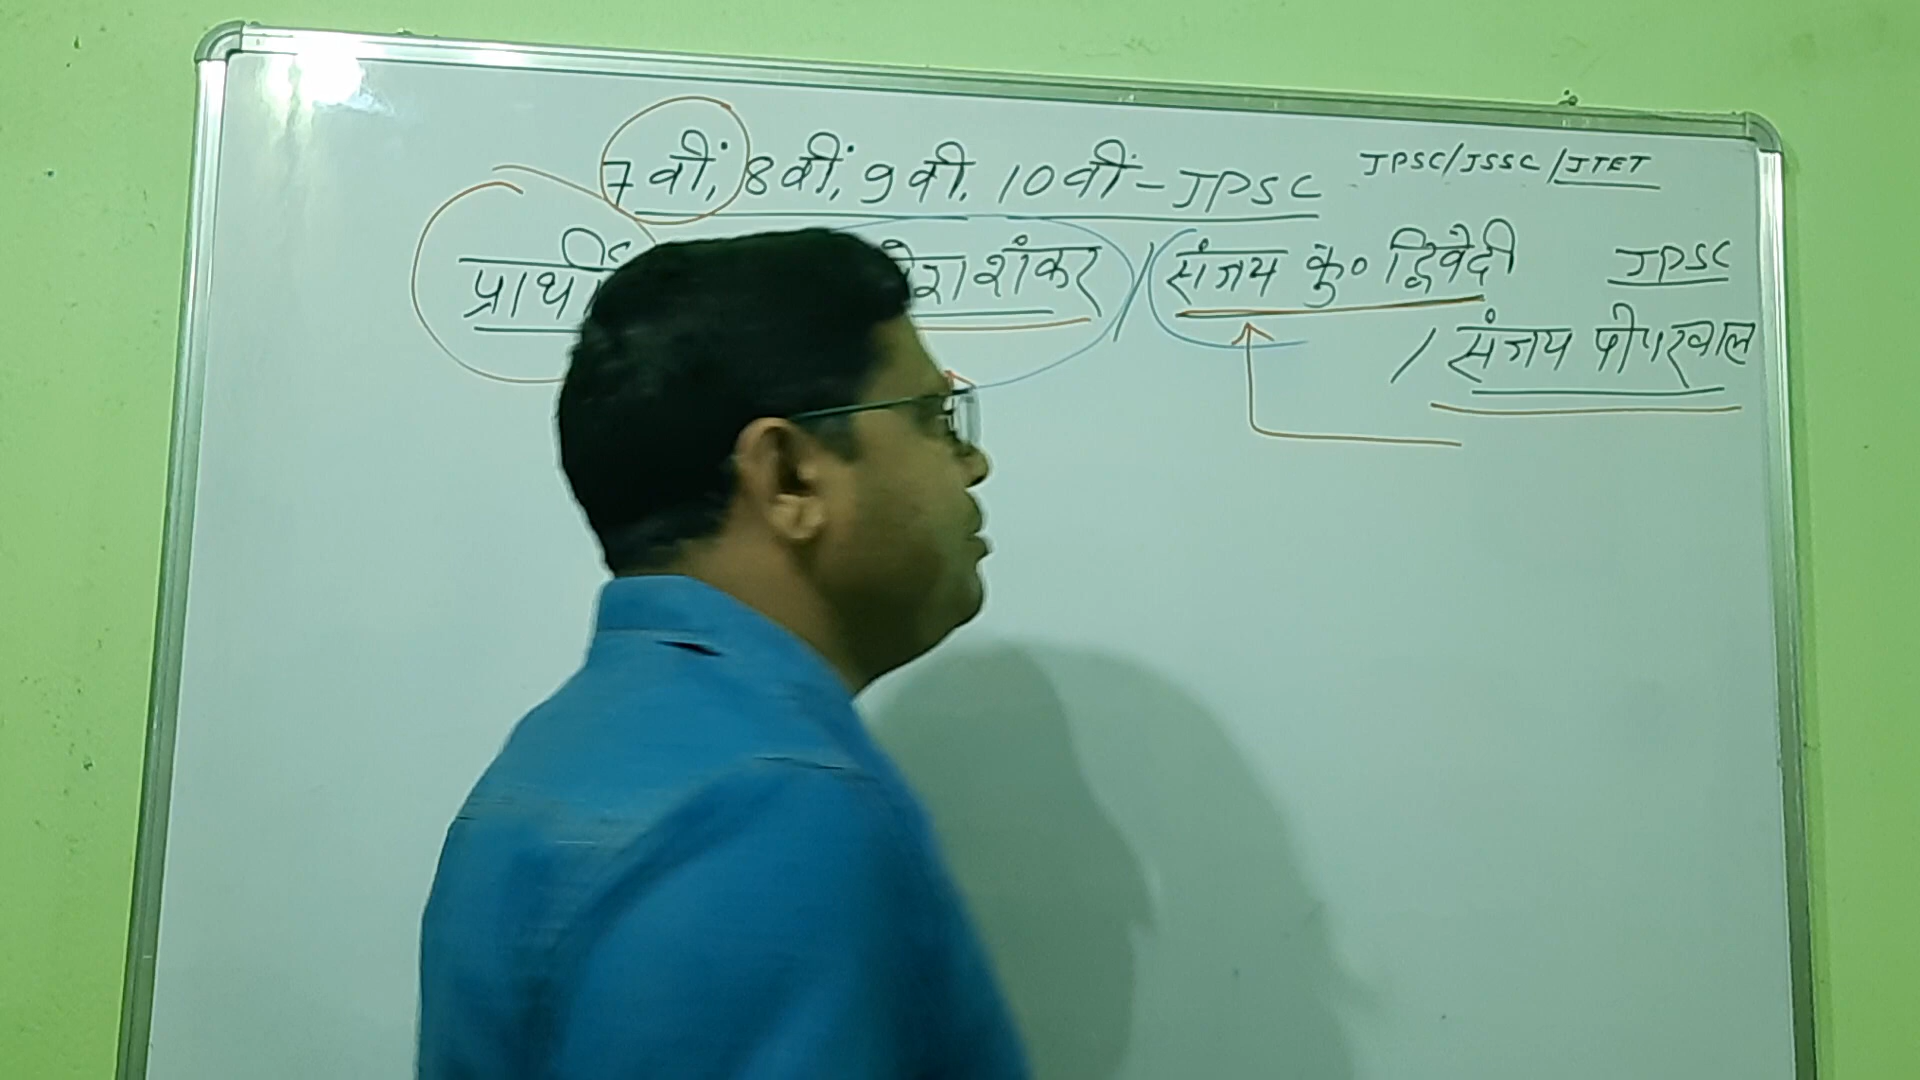 7वीं, 8वीं, 9वीं, 10वीं - JPSC
JPSC/JSSC/JTET
शंकर / संजय कु० द्विवेदी
JPSC
/ संजय पीपरवाल